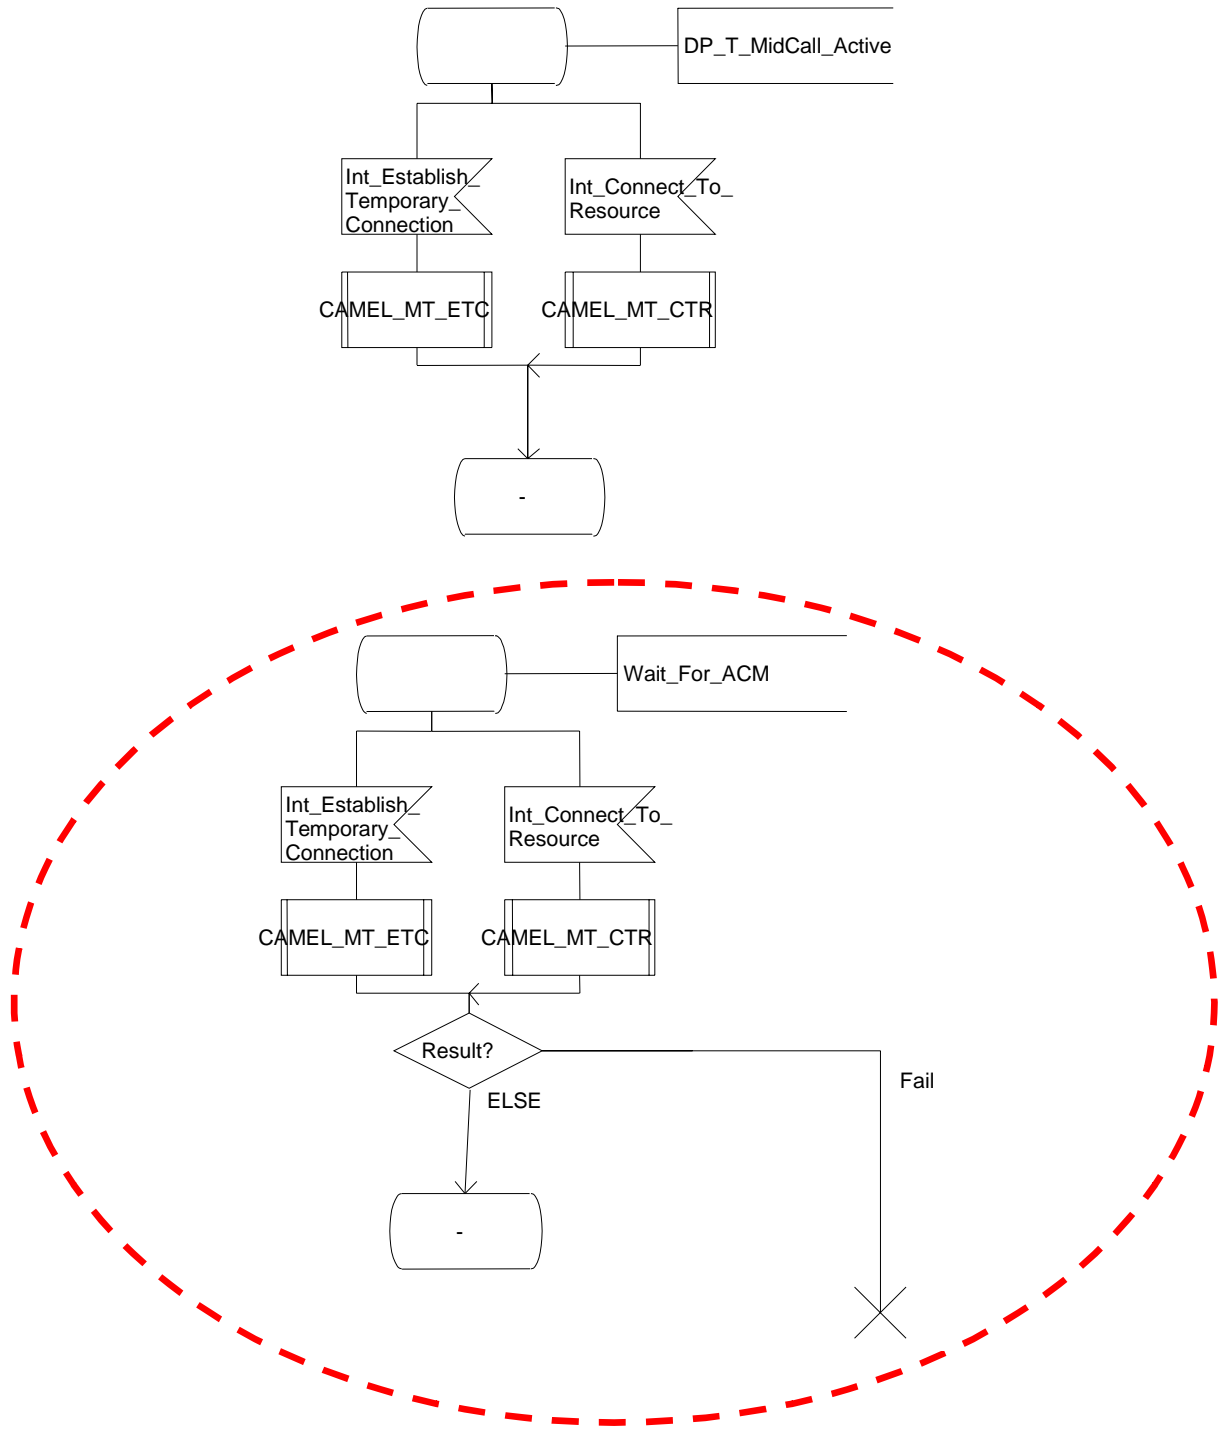 DP_T_MidCall_Active
Int_Establish_
Temporary_
Connection
Int_Connect_To_
Resource
CAMEL_MT_ETC
CAMEL_MT_CTR
-
Wait_For_ACM
Int_Establish_
Temporary_
Connection
Int_Connect_To_
Resource
CAMEL_MT_ETC
CAMEL_MT_CTR
Result?
Fail
ELSE
-